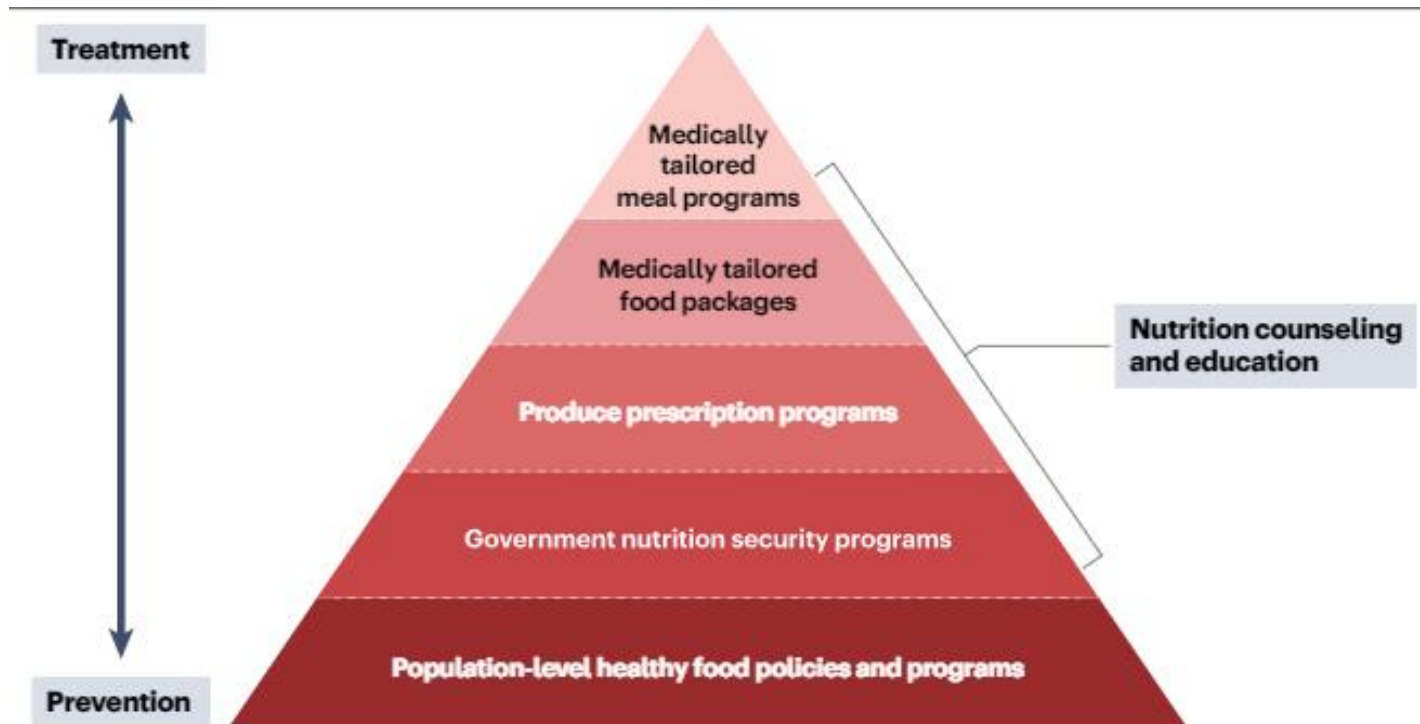 Treatment
Medically
tailored
meal programs
Medically tailored
food packages
Nutrition counseling
and education
Produce prescription programs
Government nutrition security programs
Population-level healthy food policies and programs
Prevention